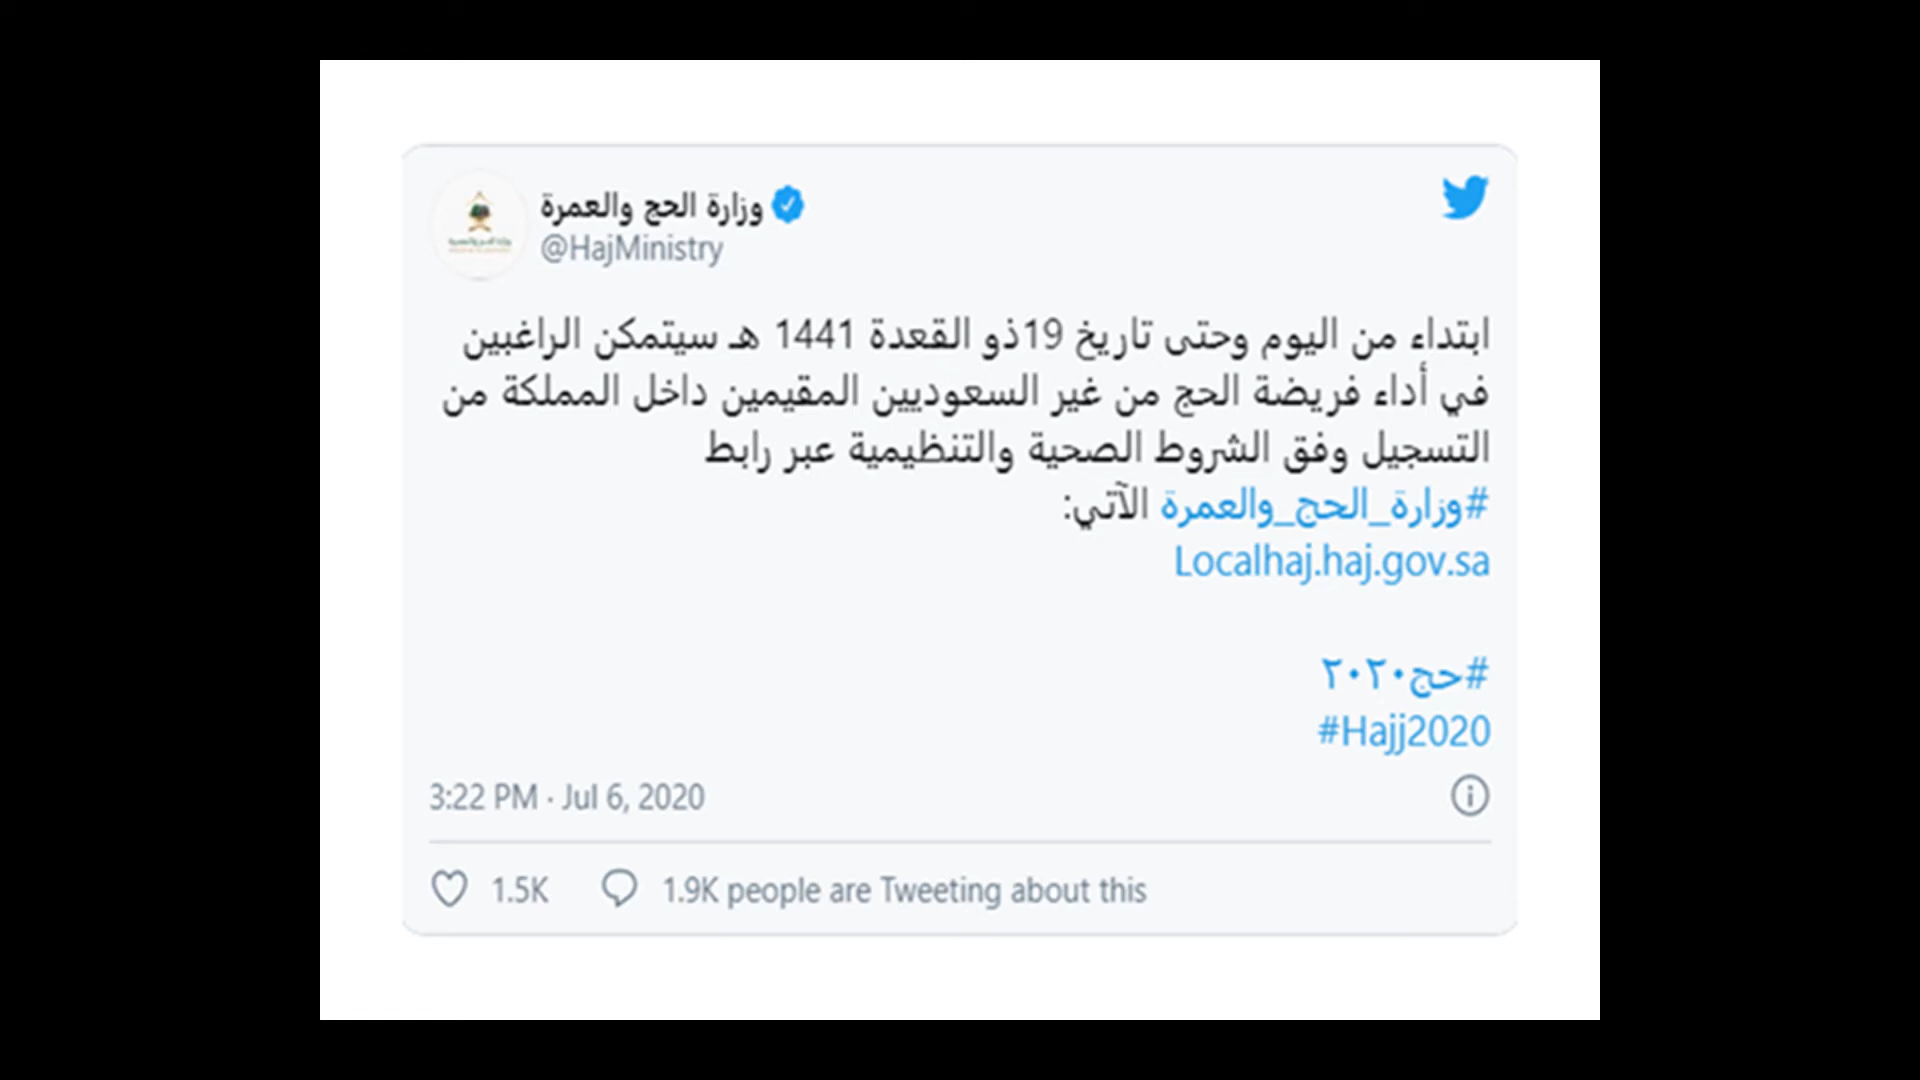 وزارة الحج والعمرة
@HajMinistry
ابتداء من اليوم وحتى تاريخ 19ذو القعدة 1441 هـ سيتمكن الراغبين
في أداء فريضة الحج من غير السعوديين المقيمين داخل المملكة من
التسجيل وفق الشروط الصحية والتنظيمية عبر رابط
#وزارة_الحج_والعمرة الآتي:
Localhaj.haj.gov.sa
#حج٢٠٢٠
#Hajj2020
3:22 PM · Jul 6, 2020
1.5K 1.9K people are Tweeting about this